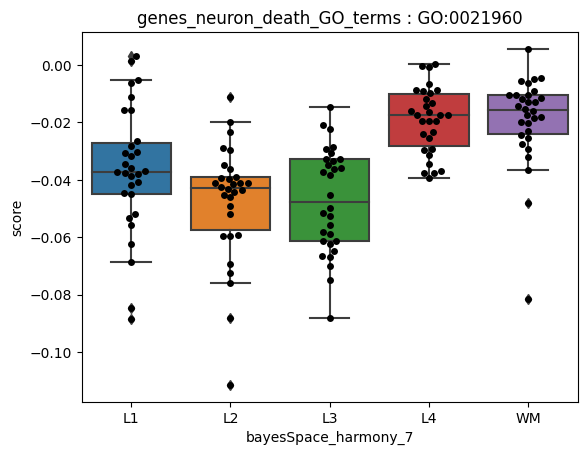 genes_neuron_death_GO_terms : GO:0021960
0.00
−0.02
−0.04
−0.06
−0.08
−0.10
score
L1 L2 L3 L4 WM
bayesSpace_harmony_7